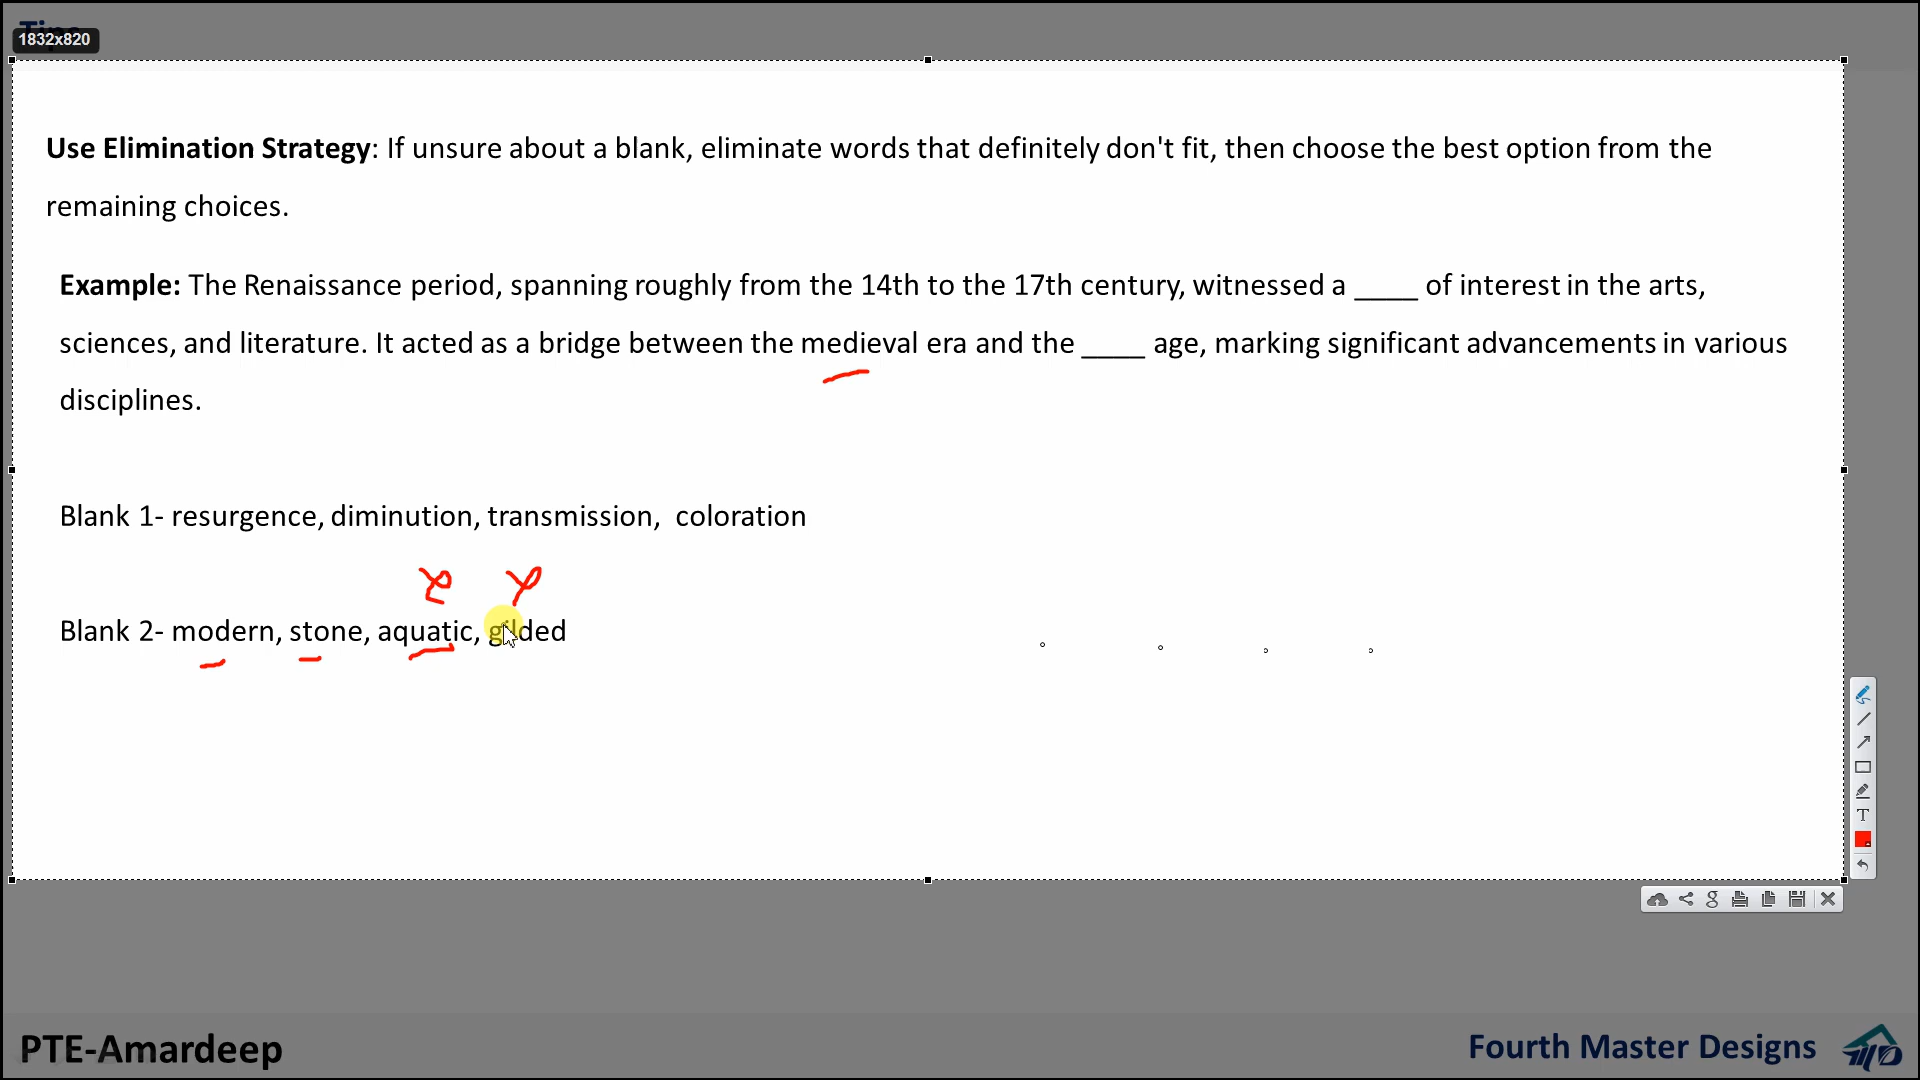 1832x820
Use Elimination Strategy: If unsure about a blank, eliminate words that definitely don't fit, then choose the best option from the
remaining choices.
Example: The Renaissance period, spanning roughly from the 14th to the 17th century, witnessed a ____ of interest in the arts,
sciences, and literature. It acted as a bridge between the medieval era and the ____ age, marking significant advancements in various
disciplines.
Blank 1- resurgence, diminution, transmission,  coloration
Blank 2- modern, stone, aquatic, gilded
PTE-Amardeep
Fourth Master Designs